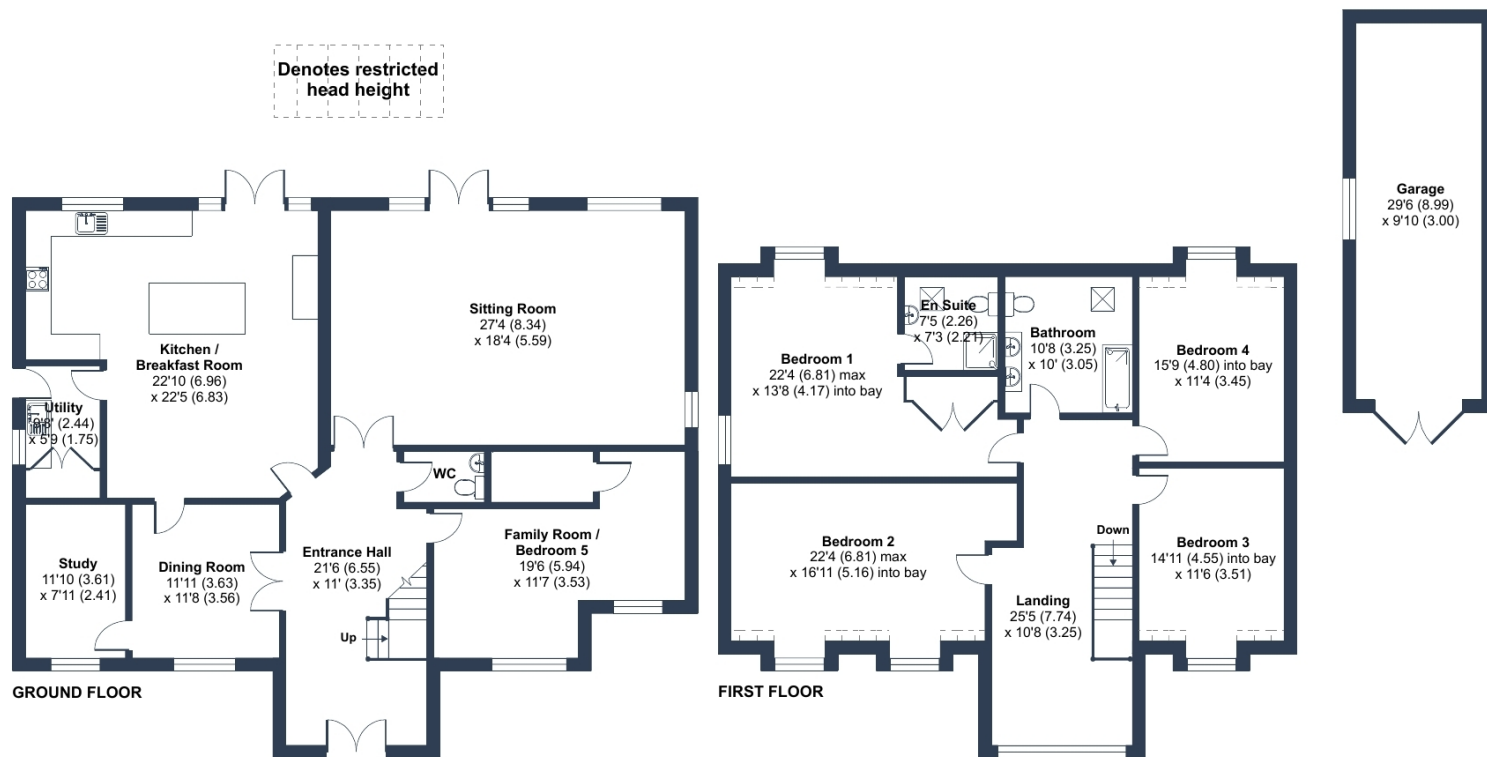 Denotes restricted
head height
Kitchen /
Breakfast Room
22'10 (6.96)
x 22'5 (6.83)
Sitting Room
27'4 (8.34)
x 18'4 (5.59)
Utility
(2.44)
x 5'9 (1.75)
WC
Study
11'10 (3.61)
x 7'11 (2.41)
Dining Room
11'11 (3.63)
x 11'8 (3.56)
Entrance Hall
21'6 (6.55)
x 11' (3.35)
Up
Family Room /
Bedroom 5
19'6 (5.94)
x 11'7 (3.53)
GROUND FLOOR
Bedroom 1
22'4 (6.81) max
x 13'8 (4.17) into bay
En Suite
7'5 (2.26)
x 7'3 (2.21)
Bathroom
10'8 (3.25)
x 10' (3.05)
Bedroom 4
15'9 (4.80) into bay
x 11'4 (3.45)
Bedroom 2
22'4 (6.81) max
x 16'11 (5.16) into bay
Down
Landing
25'5 (7.74)
x 10'8 (3.25)
Bedroom 3
14'11 (4.55) into bay
x 11'6 (3.51)
FIRST FLOOR
Garage
29'6 (8.99)
x 9'10 (3.00)